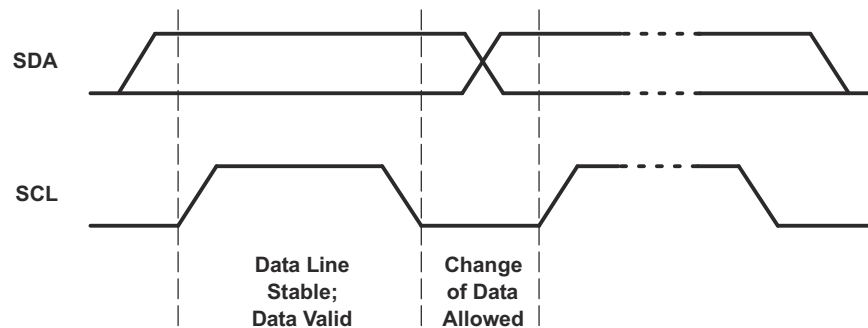 SDA
SCL
Data Line
Stable;
Data Valid
Change
of Data
Allowed